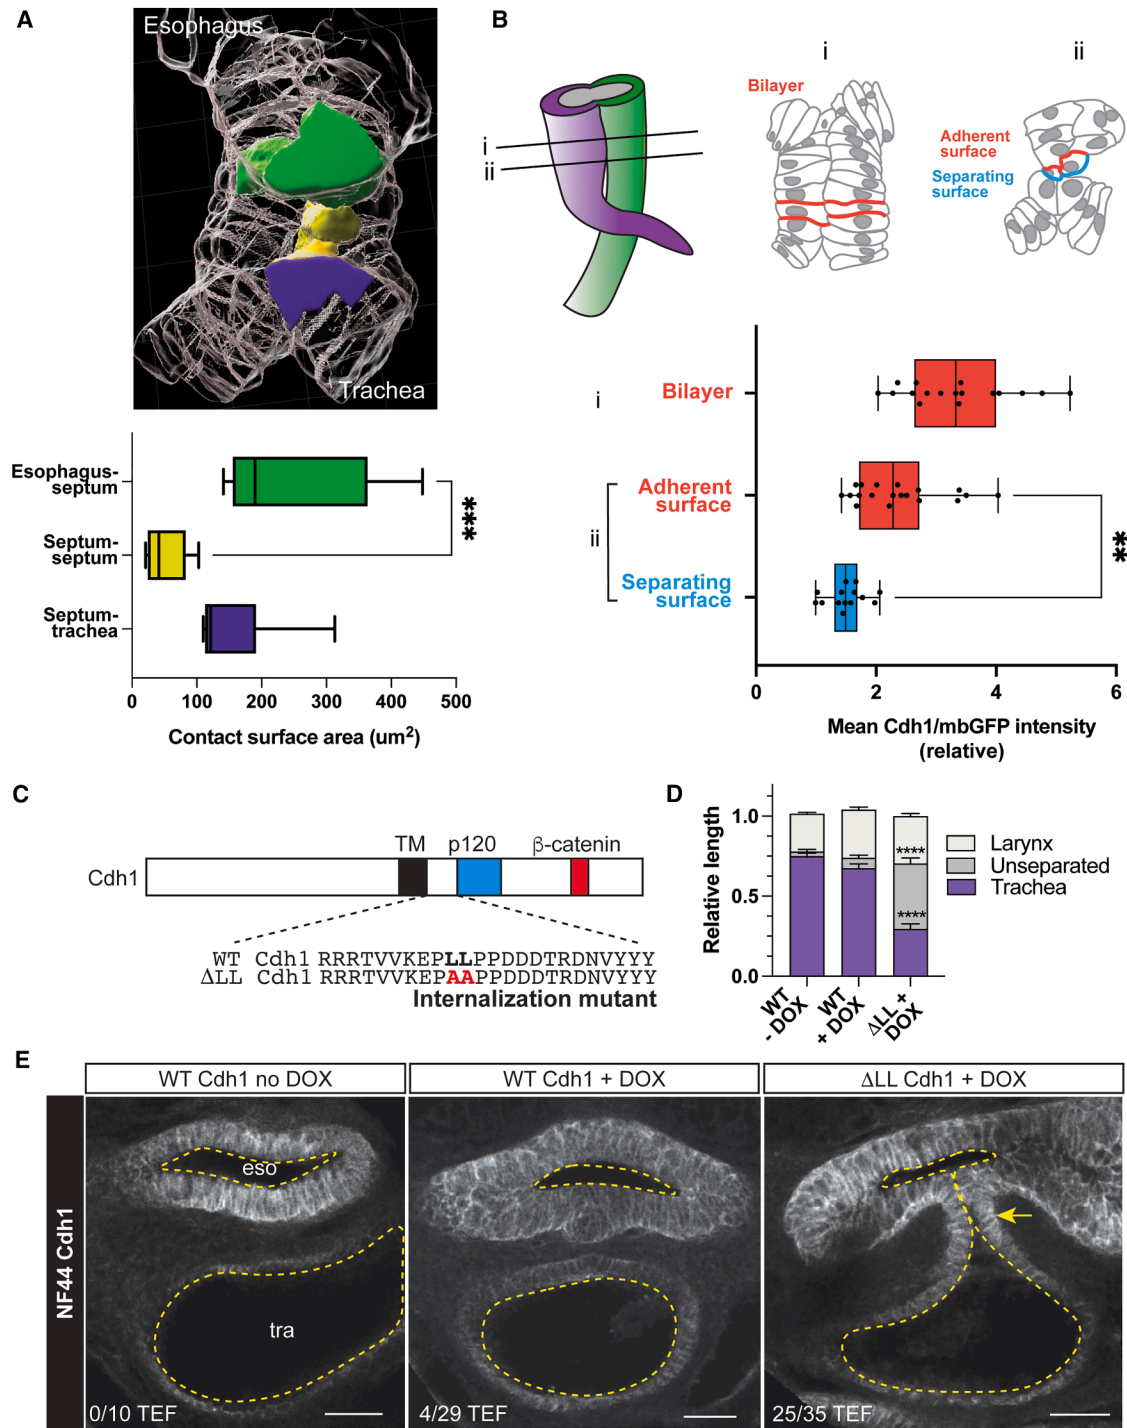 A
Esophagus
Trachea
Esophagus-
septum
Septum-
septum
Septum-
trachea
***
0 100 200 300 400 500
Contact surface area (um²)
B
i
ii
i
ii
Bilayer
Adherent
surface
Separating
surface
i
Bilayer
ii
Adherent
surface
Separating
surface
**
0 2 4 6
Mean Cdh1/mbGFP intensity
(relative)
C
TM p120 β-catenin
Cdh1
WT Cdh1 RRRTVVKEPLLPPDDDTRDNVYYY
ΔLL Cdh1 RRRTVVKEPAAPPDDDTRDNVYYY
Internalization mutant
D
Relative length
1.0
0.5
0.0
****
****
Larynx
Unseparated
Trachea
WT
- DOX
WT
+ DOX
ΔLL +
DOX
E
WT Cdh1 no DOX
WT Cdh1 + DOX
ΔLL Cdh1 + DOX
NF44 Cdh1
eso
tra
0/10 TEF
4/29 TEF
25/35 TEF